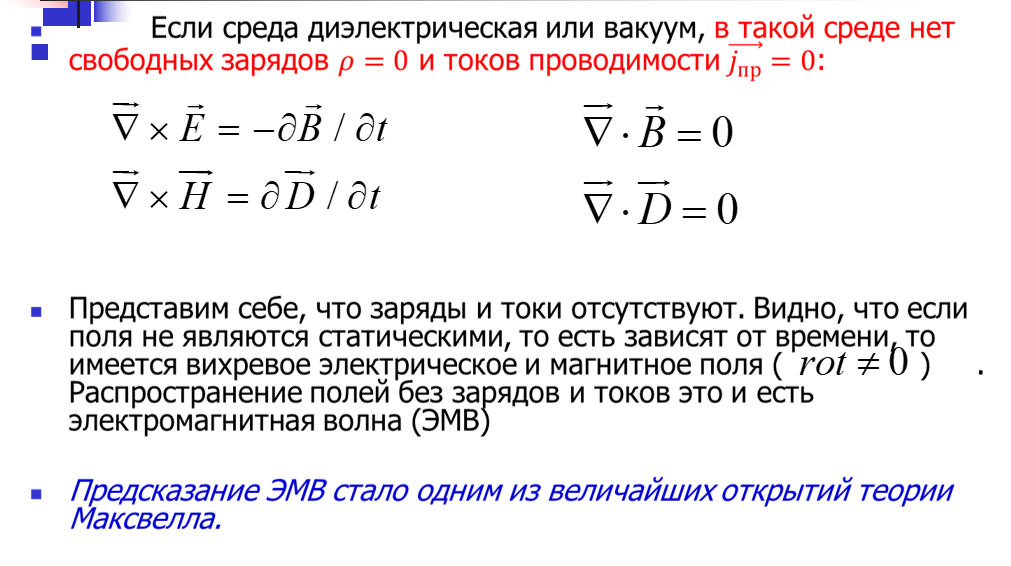 Если среда диэлектрическая или вакуум, в такой среде нет
свободных зарядов 𝜌 = 0 и токов проводимости j⃗пр = 0:
∇⃗ × E⃗ = −∂B⃗ / ∂t
∇⃗ · B⃗ = 0
∇⃗ × H⃗ = ∂D⃗ / ∂t
∇⃗ · D⃗ = 0
Представим себе, что заряды и токи отсутствуют. Видно, что если
поля не являются статическими, то есть зависят от времени, то
имеется вихревое электрическое и магнитное поля ( rot ≠ 0 ) .
Распространение полей без зарядов и токов это и есть
электромагнитная волна (ЭМВ)
Предсказание ЭМВ стало одним из величайших открытий теории
Максвелла.